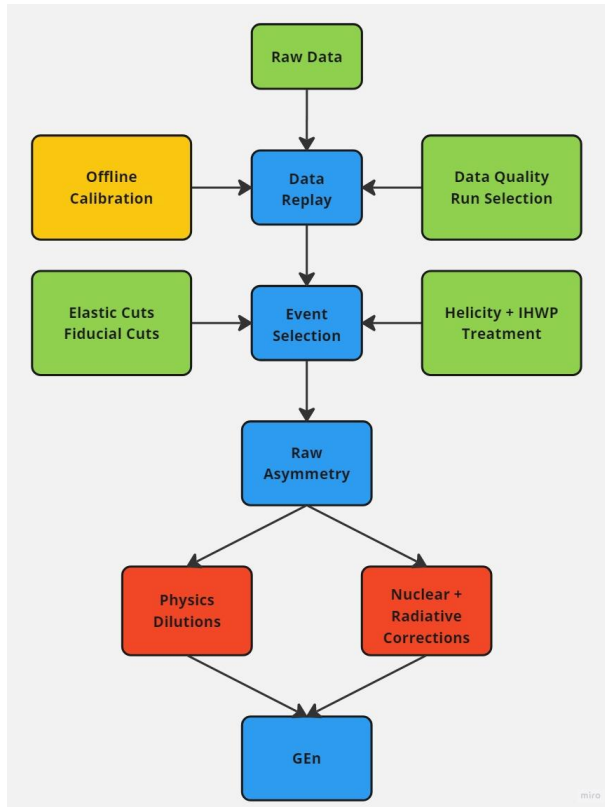 Raw Data
Offline
Calibration
Data
Replay
Data Quality
Run Selection
Elastic Cuts
Fiducial Cuts
Event
Selection
Helicity + IHWP
Treatment
Raw
Asymmetry
Physics
Dilutions
Nuclear +
Radiative
Corrections
GEn
miro